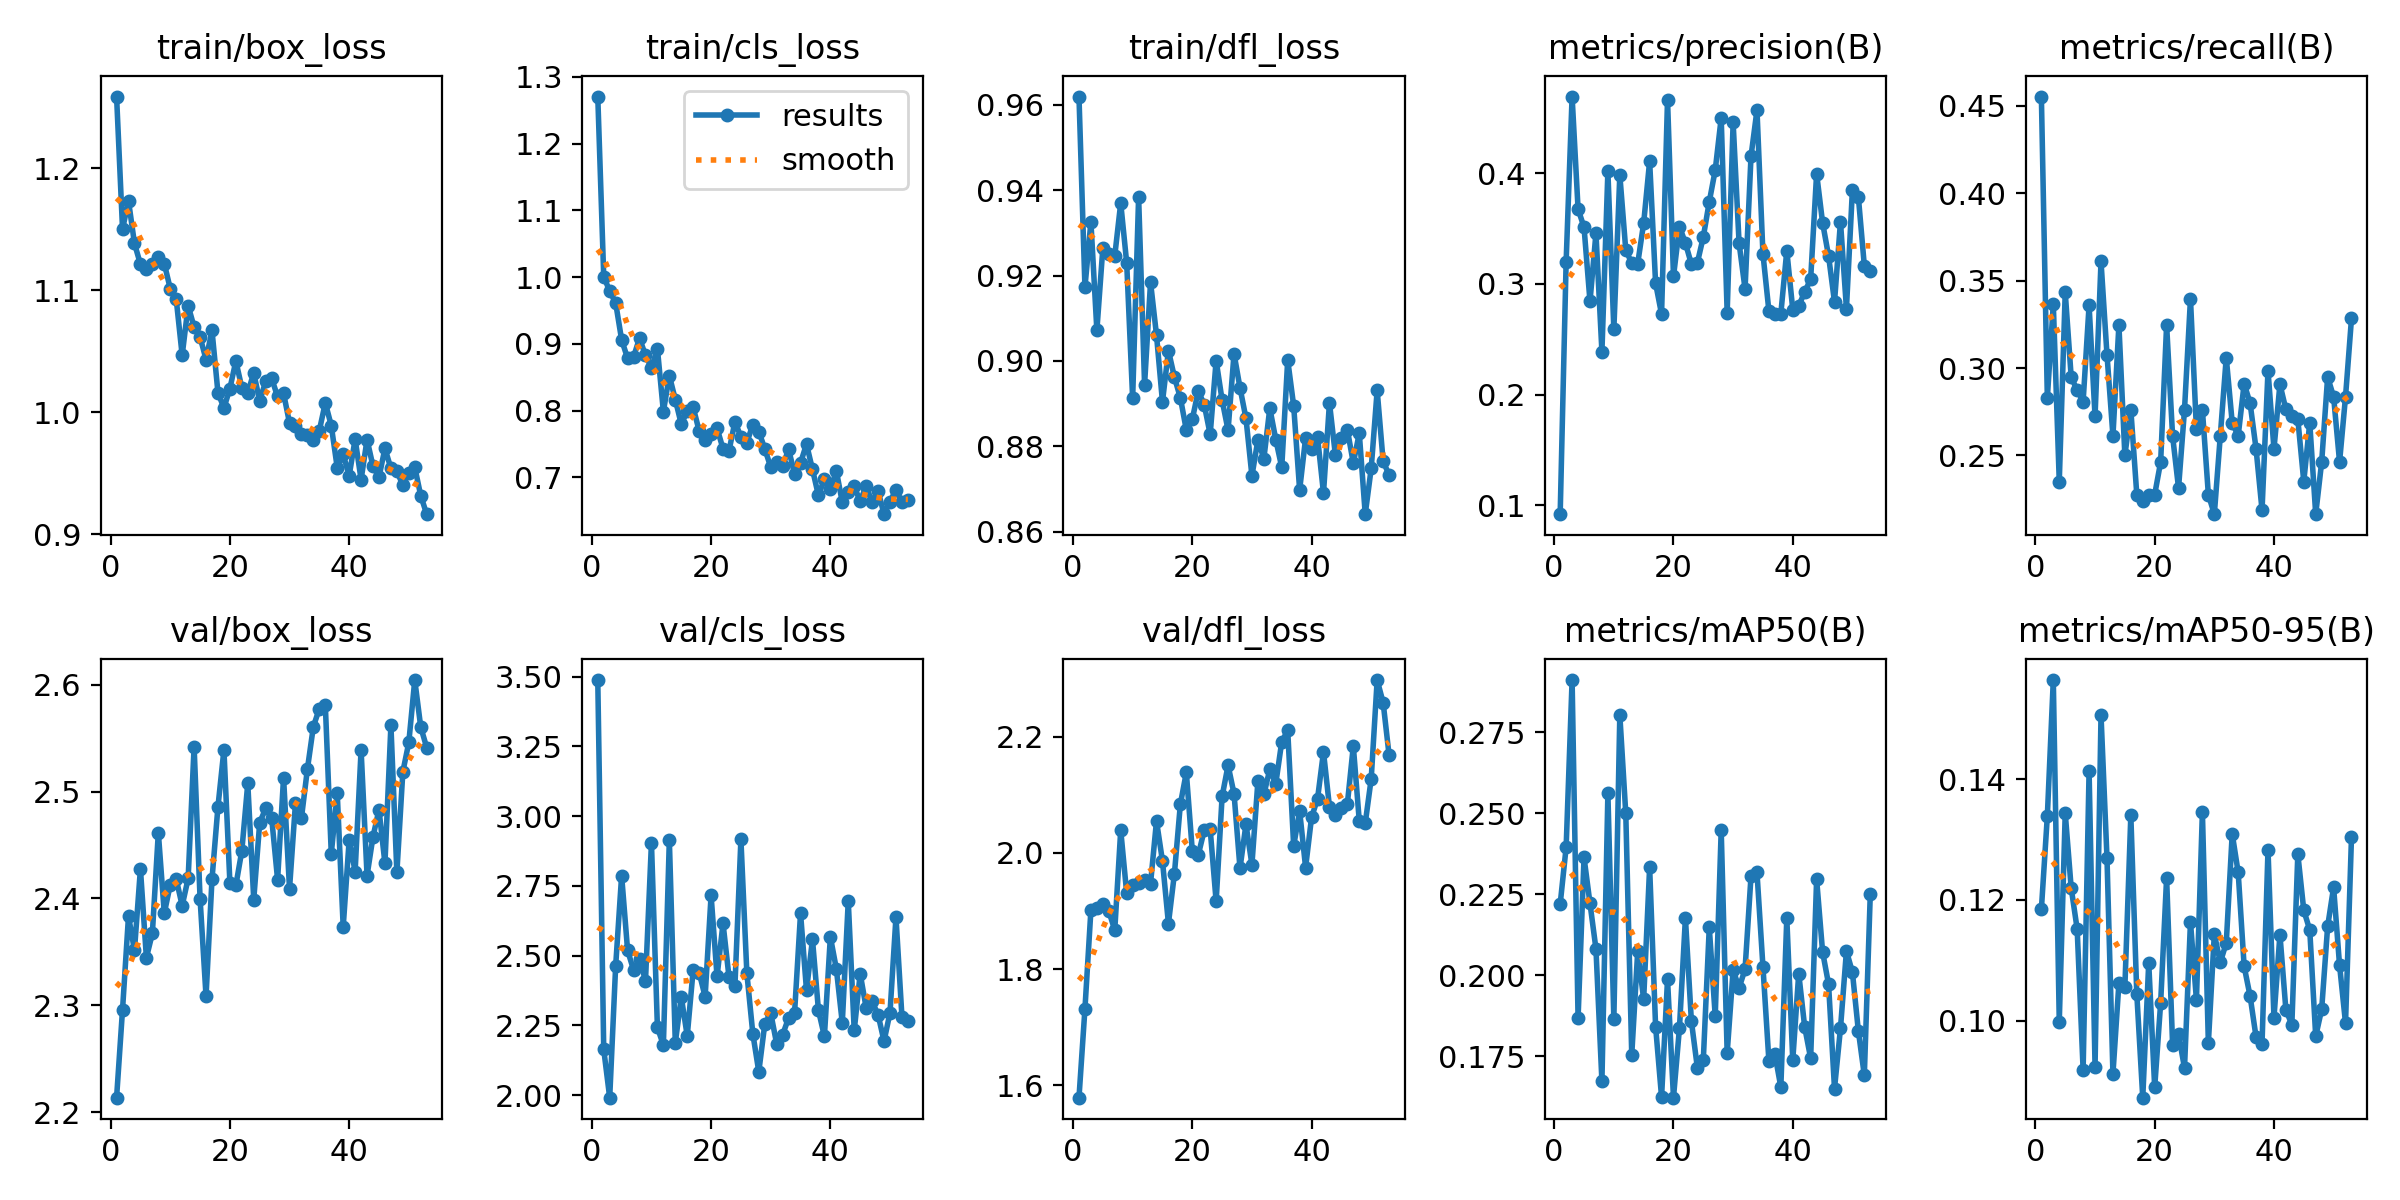 train/box_loss
1.2
1.1
1.0
0.9
0 20 40
train/cls_loss
results
smooth
1.3
1.2
1.1
1.0
0.9
0.8
0.7
0 20 40
train/dfl_loss
0.96
0.94
0.92
0.90
0.88
0.86
0 20 40
metrics/precision(B)
0.4
0.3
0.2
0.1
0 20 40
metrics/recall(B)
0.45
0.40
0.35
0.30
0.25
0 20 40
val/box_loss
2.6
2.5
2.4
2.3
2.2
0 20 40
val/cls_loss
3.50
3.25
3.00
2.75
2.50
2.25
2.00
0 20 40
val/dfl_loss
2.2
2.0
1.8
1.6
0 20 40
metrics/mAP50(B)
0.275
0.250
0.225
0.200
0.175
0 20 40
metrics/mAP50-95(B)
0.14
0.12
0.10
0 20 40